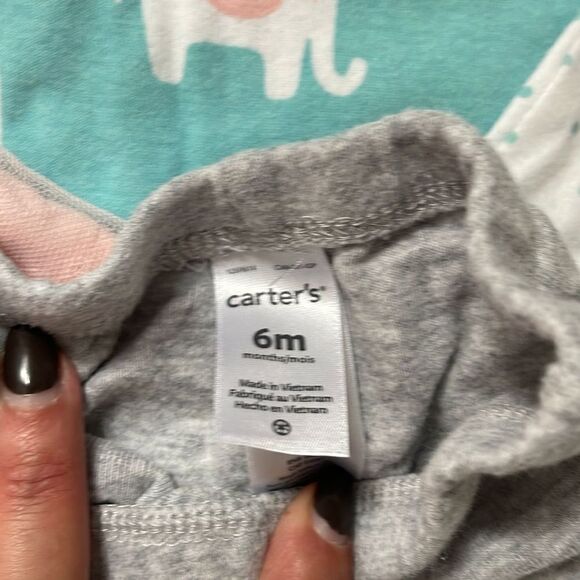 carter's®
6m
months/mois
Made in Vietnam
Fabriqué au Vietnam
Hecho en Vietnam